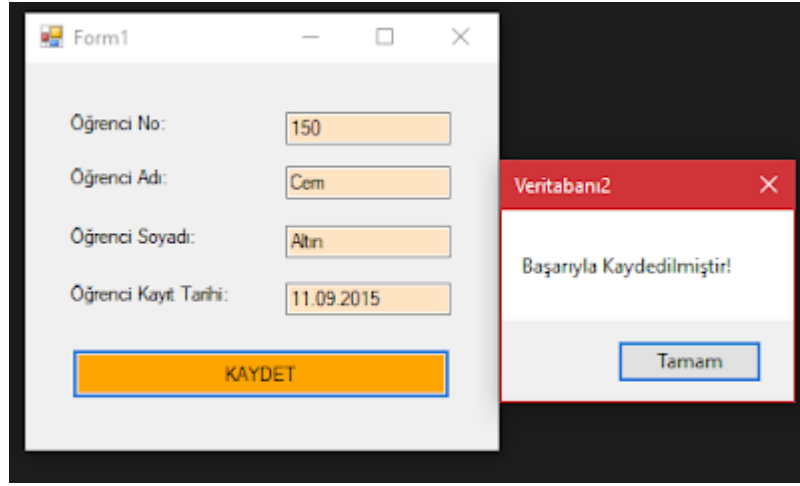 Form1
Öğrenci No:
150
Öğrenci Adı:
Cem
Öğrenci Soyadı:
Altın
Öğrenci Kayıt Tarihi:
11.09.2015
KAYDET
Veritabanı2
Başarıyla Kaydedilmiştir!
Tamam